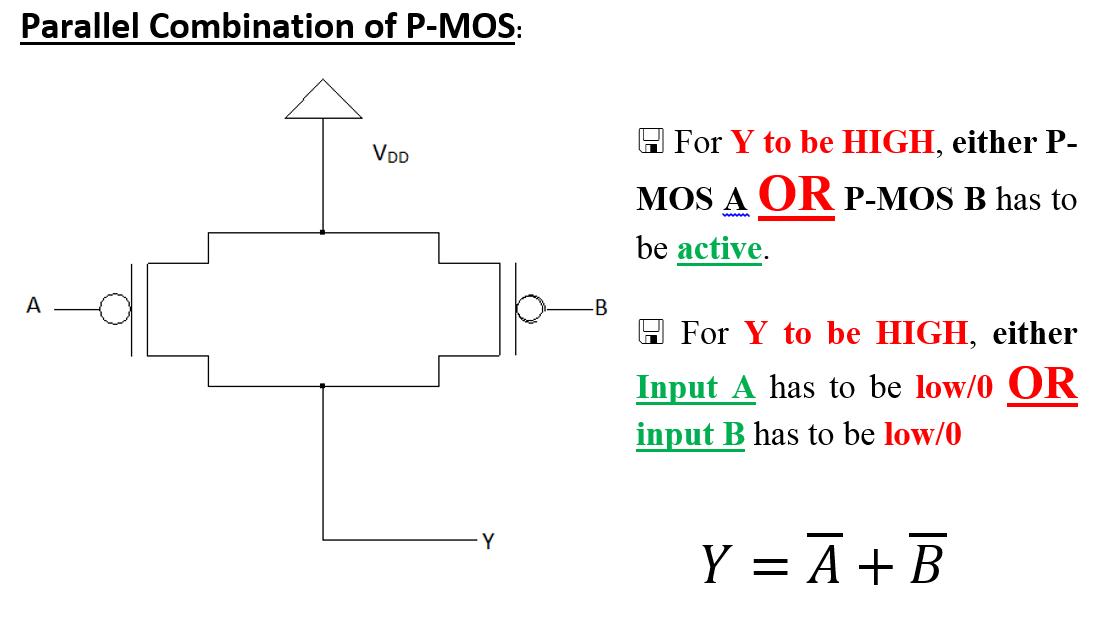 Parallel Combination of P-MOS:
VDD
A
B
Y
🖫 For Y to be HIGH, either P-
MOS A OR P-MOS B has to
be active.
🖫 For Y to be HIGH, either
Input A has to be low/0 OR
input B has to be low/0
Y = A̅ + B̅